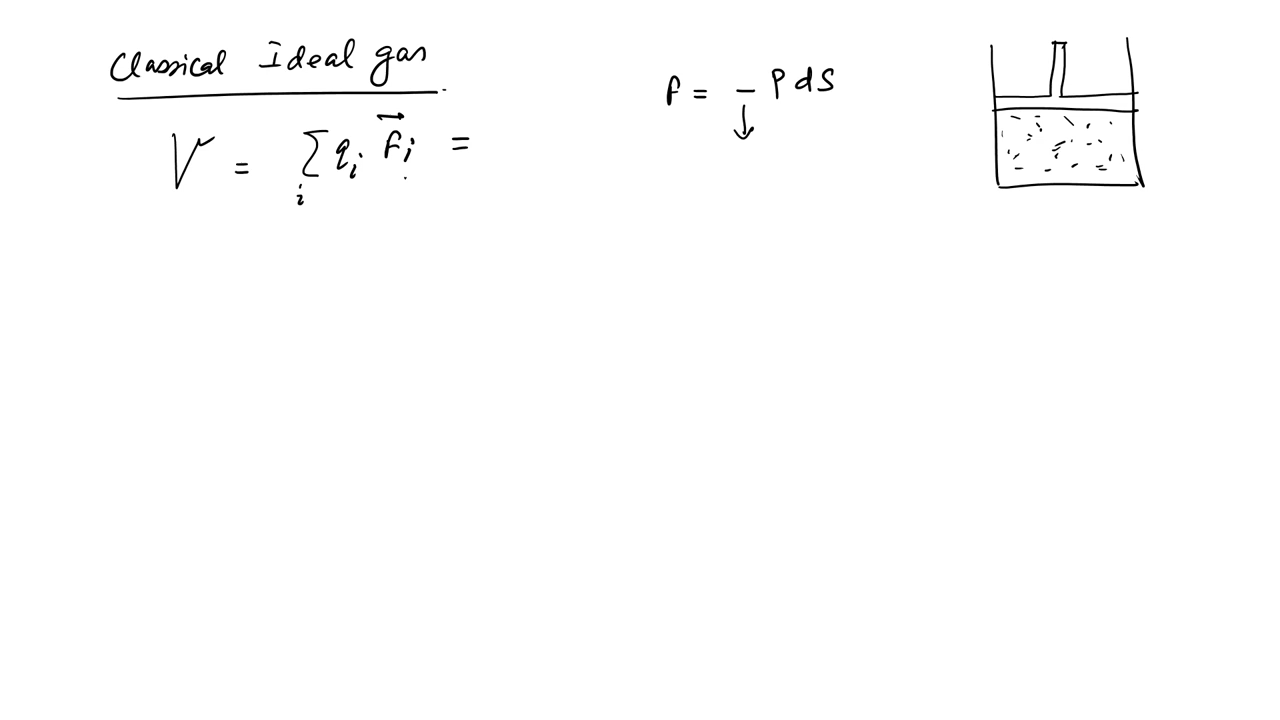 Classical Ideal gas
V = ∑ᵢ qᵢ F⃗ᵢ =
F = - P dS